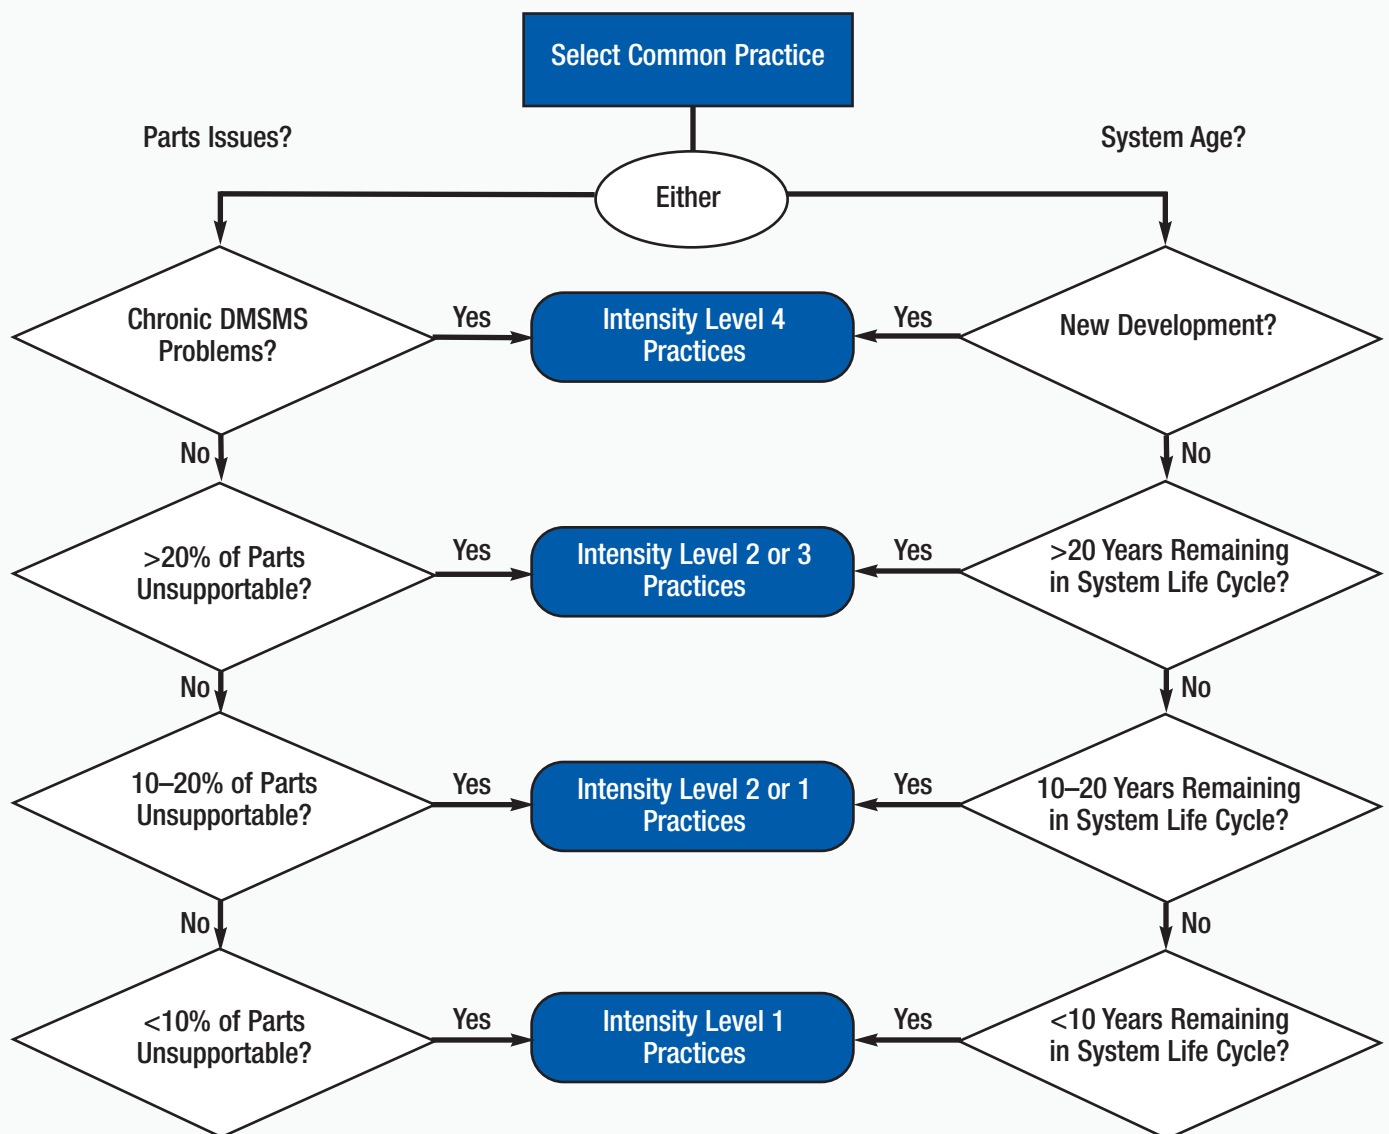 Select Common Practice
Parts Issues?
System Age?
Either
Chronic DMSMS
Problems?
Yes
Intensity Level 4
Practices
Yes
New Development?
No
No
>20% of Parts
Unsupportable?
Yes
Intensity Level 2 or 3
Practices
Yes
>20 Years Remaining
in System Life Cycle?
No
No
10–20% of Parts
Unsupportable?
Yes
Intensity Level 2 or 1
Practices
Yes
10–20 Years Remaining
in System Life Cycle?
No
No
<10% of Parts
Unsupportable?
Yes
Intensity Level 1
Practices
Yes
<10 Years Remaining
in System Life Cycle?